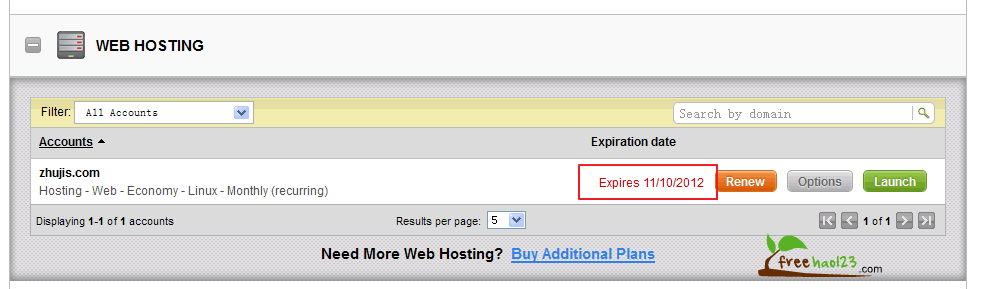 WEB HOSTING
Filter: All Accounts Search by domain
Accounts Expiration date
zhujis.com
Hosting - Web - Economy - Linux - Monthly (recurring) Expires 11/10/2012 Renew Options Launch
Displaying 1-1 of 1 accounts Results per page: 5 1 of 1
Need More Web Hosting? Buy Additional Plans
freehao123.com